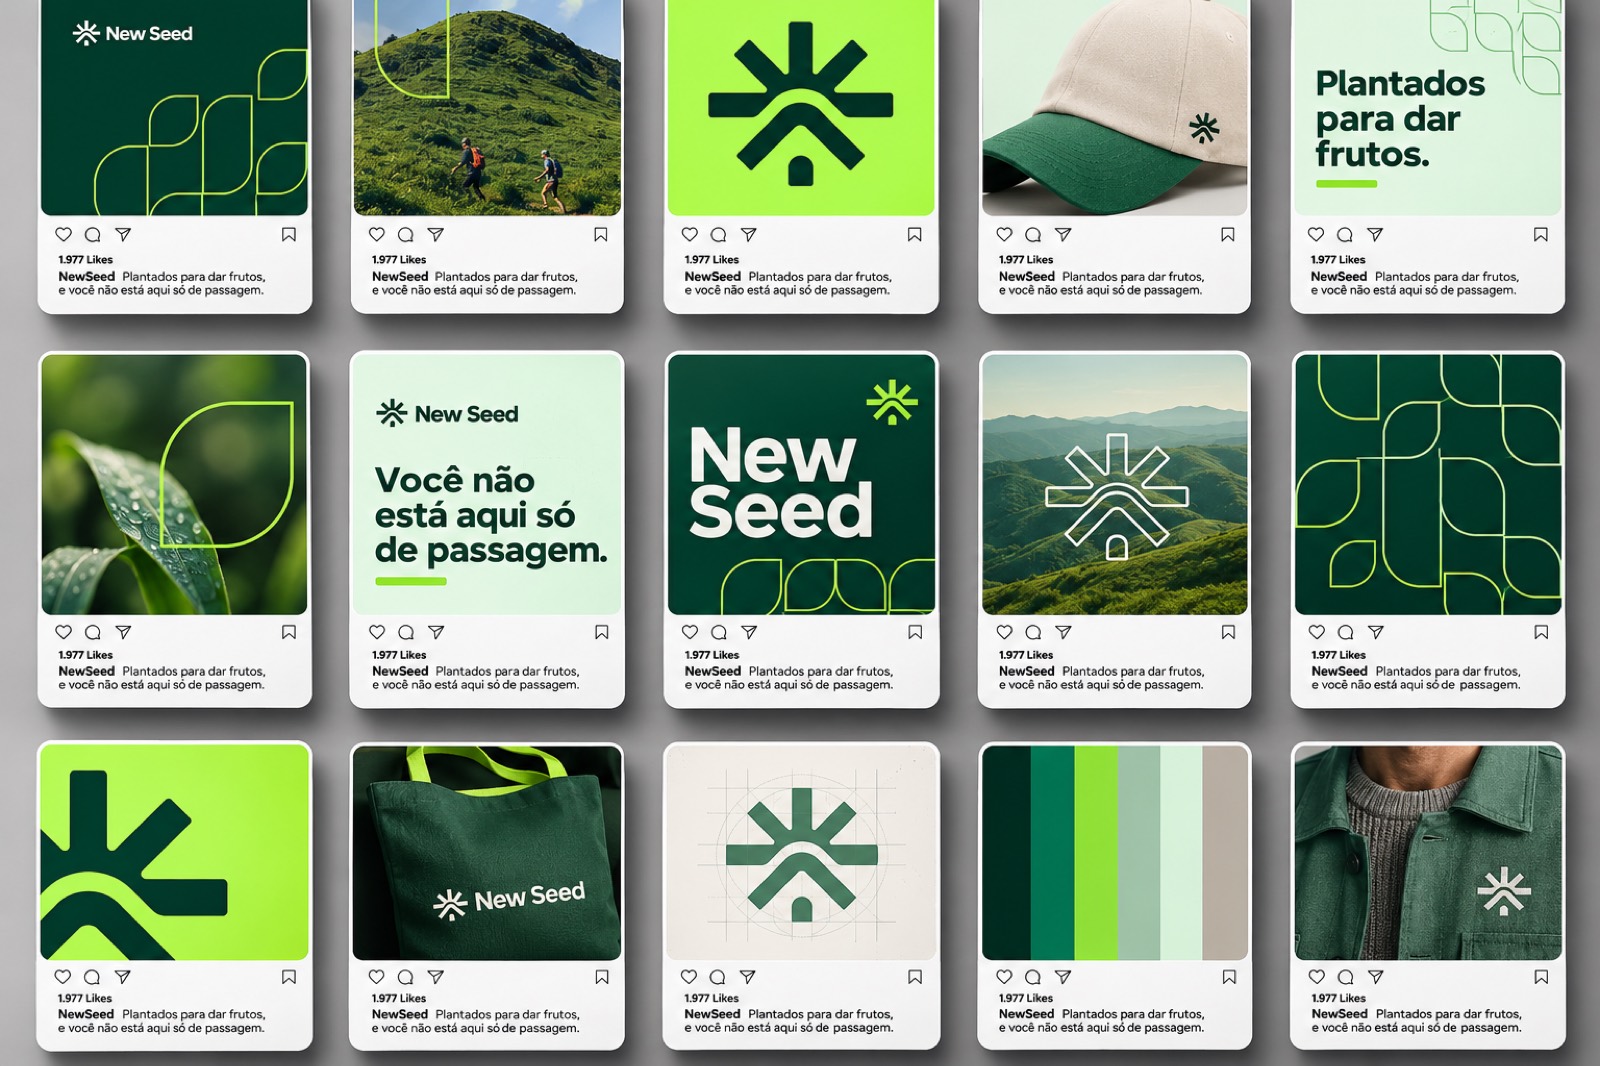 New Seed
1.977 Likes
NewSeed Plantados para dar frutos,
e você não está aqui só de passagem.
1.977 Likes
NewSeed Plantados para dar frutos,
e você não está aqui só de passagem.
1.977 Likes
NewSeed Plantados para dar frutos,
e você não está aqui só de passagem.
1.977 Likes
NewSeed Plantados para dar frutos,
e você não está aqui só de passagem.
Plantados
para dar
frutos.
1.977 Likes
NewSeed Plantados para dar frutos,
e você não está aqui só de passagem.
1.977 Likes
NewSeed Plantados para dar frutos,
e você não está aqui só de passagem.
New Seed
Você não
está aqui só
de passagem.
1.977 Likes
NewSeed Plantados para dar frutos,
e você não está aqui só de passagem.
New
Seed
1.977 Likes
NewSeed Plantados para dar frutos,
e você não está aqui só de passagem.
1.977 Likes
NewSeed Plantados para dar frutos,
e você não está aqui só de passagem.
1.977 Likes
NewSeed Plantados para dar frutos,
e você não está aqui só de passagem.
1.977 Likes
NewSeed Plantados para dar frutos,
e você não está aqui só de passagem.
New Seed
1.977 Likes
NewSeed Plantados para dar frutos,
e você não está aqui só de passagem.
1.977 Likes
NewSeed Plantados para dar frutos,
e você não está aqui só de passagem.
1.977 Likes
NewSeed Plantados para dar frutos,
e você não está aqui só de passagem.
1.977 Likes
NewSeed Plantados para dar frutos,
e você não está aqui só de passagem.